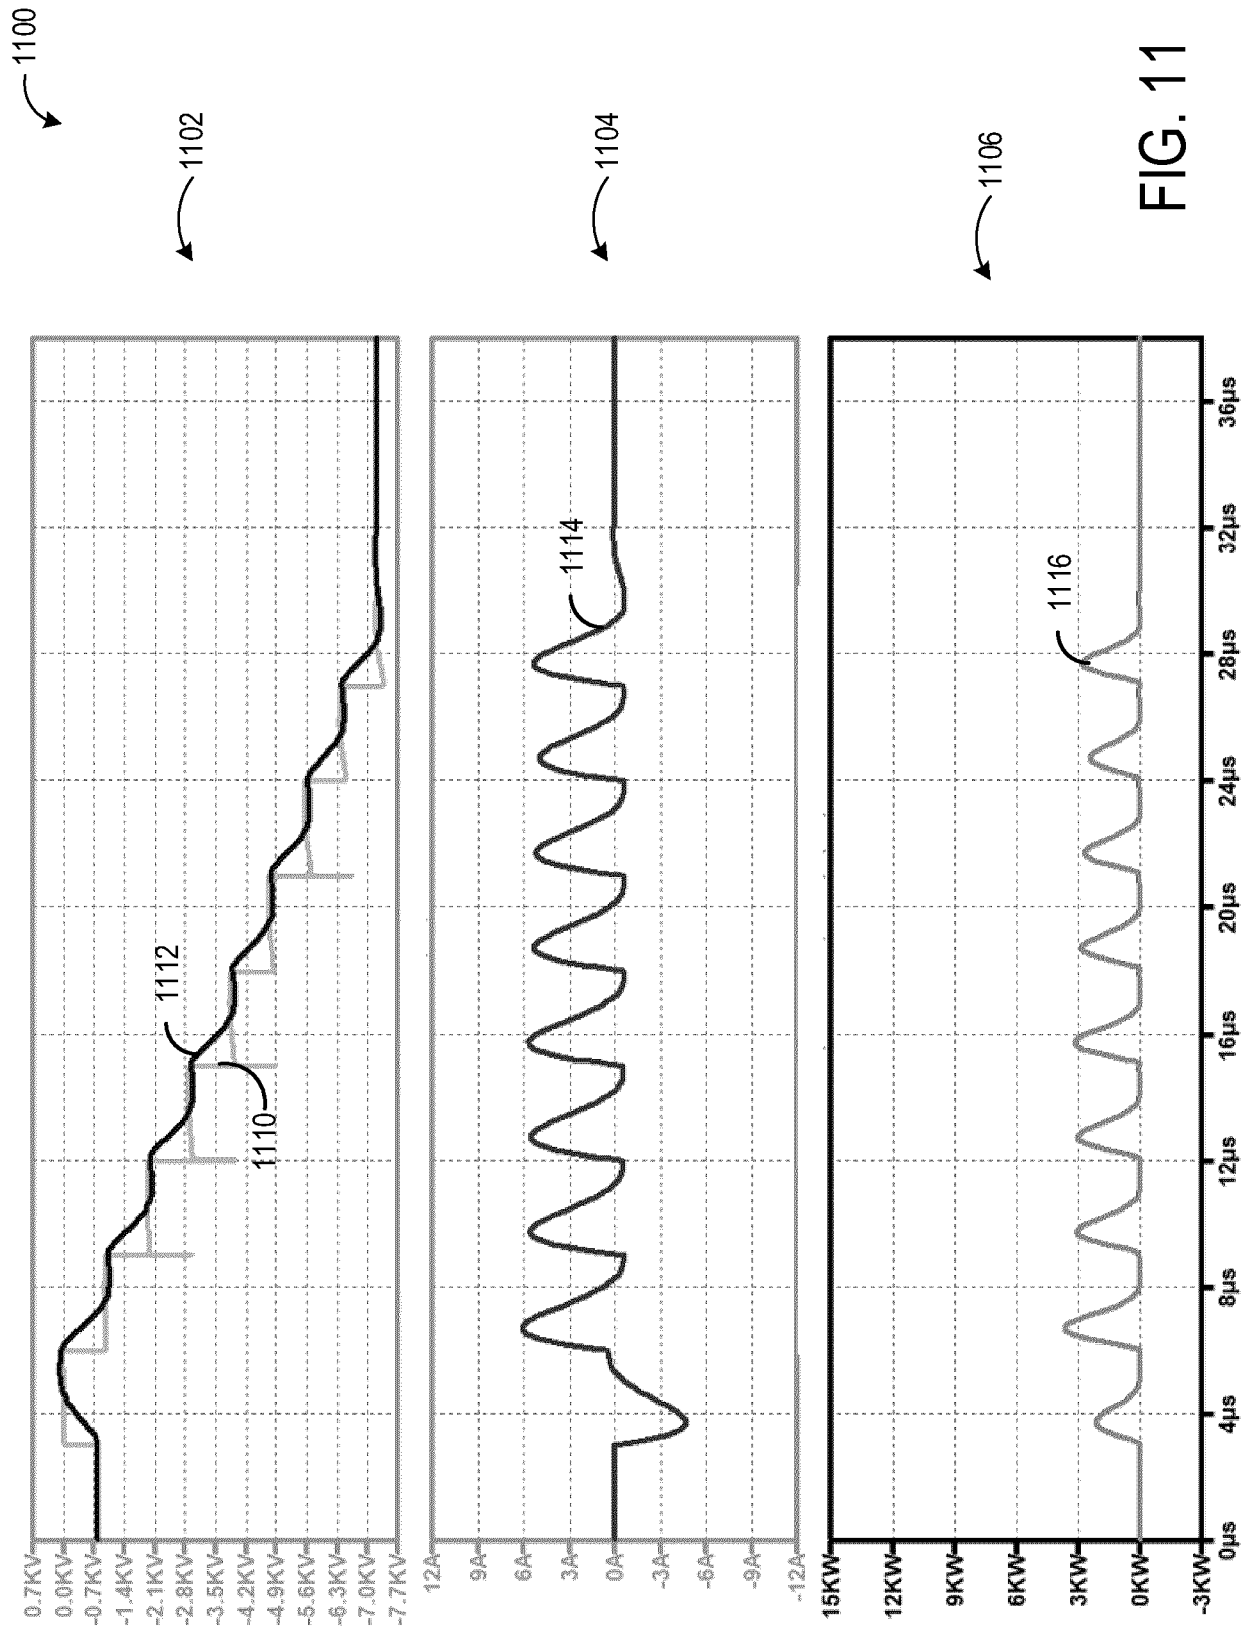 1100
1102
0.7KV
0.0KV
-0.7KV
-1.4KV
-2.1KV
-2.8KV
-3.5KV
-4.2KV
-4.9KV
-5.6KV
-6.3KV
-7.0KV
-7.7KV
1112
1110
1104
12A
9A
6A
3A
0A
-3A
-6A
-9A
-12A
1114
1106
15KW
12KW
9KW
6KW
3KW
0KW
-3KW
1116
0µs
4µs
8µs
12µs
16µs
20µs
24µs
28µs
32µs
36µs
FIG. 11